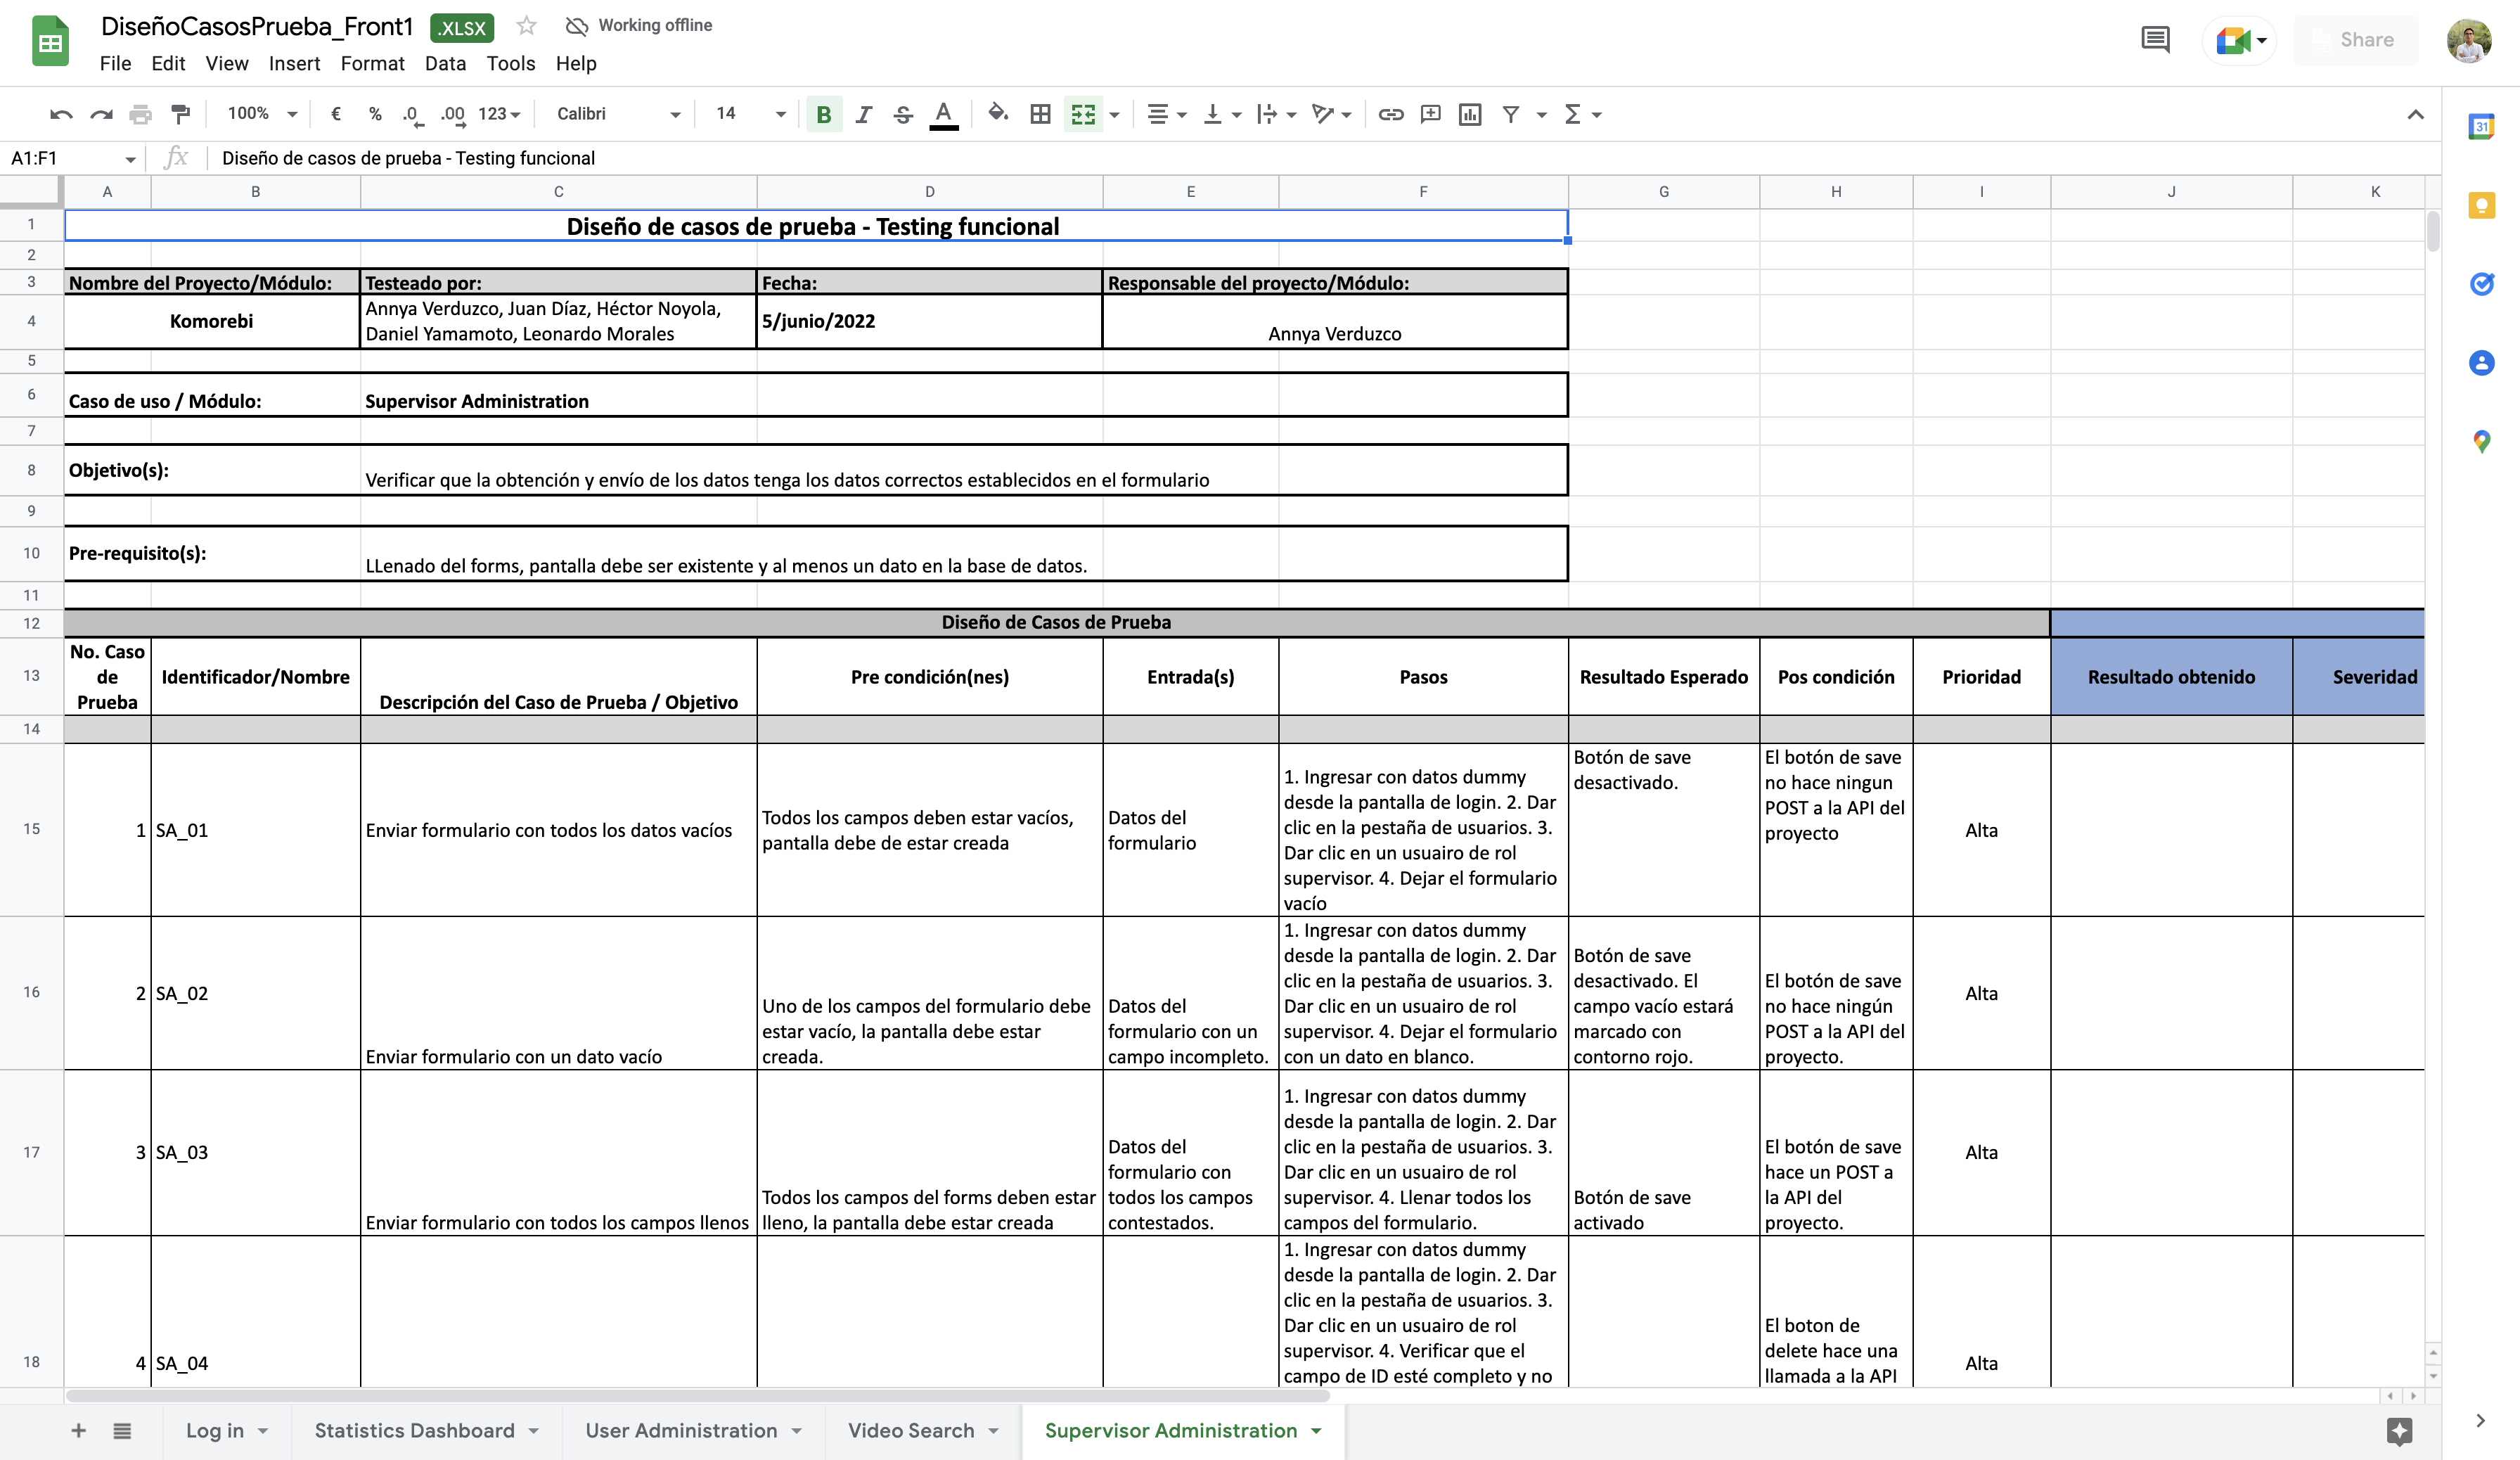 DiseñoCasosPrueba_Front1 .XLSX Working offline
File Edit View Insert Format Data Tools Help
Share
100% € % .0 .00 123 Calibri 14 B I S A
31
A1:F1 fx Diseño de casos de prueba - Testing funcional
A B C D E F G H I J K
1 Diseño de casos de prueba - Testing funcional
2
3 Nombre del Proyecto/Módulo: Testeado por: Fecha: Responsable del proyecto/Módulo:
4 Komorebi
Annya Verduzco, Juan Díaz, Héctor Noyola,
Daniel Yamamoto, Leonardo Morales
5/junio/2022
Annya Verduzco
5
6 Caso de uso / Módulo: Supervisor Administration
7
8 Objetivo(s): Verificar que la obtención y envío de los datos tenga los datos correctos establecidos en el formulario
9
10 Pre-requisito(s): LLenado del forms, pantalla debe ser existente y al menos un dato en la base de datos.
11
12 Diseño de Casos de Prueba
13
No. Caso
de
Prueba
Identificador/Nombre
Descripción del Caso de Prueba / Objetivo
Pre condición(nes)
Entrada(s)
Pasos
Resultado Esperado
Pos condición
Prioridad
Resultado obtenido
Severidad
14
15
1 SA_01
Enviar formulario con todos los datos vacíos
Todos los campos deben estar vacíos,
pantalla debe de estar creada
Datos del
formulario
1. Ingresar con datos dummy
desde la pantalla de login. 2. Dar
clic en la pestaña de usuarios. 3.
Dar clic en un usuairo de rol
supervisor. 4. Dejar el formulario
vacío
Botón de save
desactivado.
El botón de save
no hace ningun
POST a la API del
proyecto
Alta
16
2 SA_02
Enviar formulario con un dato vacío
Uno de los campos del formulario debe
estar vacío, la pantalla debe estar
creada.
Datos del
formulario con un
campo incompleto.
1. Ingresar con datos dummy
desde la pantalla de login. 2. Dar
clic en la pestaña de usuarios. 3.
Dar clic en un usuairo de rol
supervisor. 4. Dejar el formulario
con un dato en blanco.
Botón de save
desactivado. El
campo vacío estará
marcado con
contorno rojo.
El botón de save
no hace ningún
POST a la API del
proyecto.
Alta
17
3 SA_03
Enviar formulario con todos los campos llenos
Todos los campos del forms deben estar
lleno, la pantalla debe estar creada
Datos del
formulario con
todos los campos
contestados.
1. Ingresar con datos dummy
desde la pantalla de login. 2. Dar
clic en la pestaña de usuarios. 3.
Dar clic en un usuairo de rol
supervisor. 4. Llenar todos los
campos del formulario.
Botón de save
activado
El botón de save
hace un POST a
la API del
proyecto.
Alta
18
4 SA_04
1. Ingresar con datos dummy
desde la pantalla de login. 2. Dar
clic en la pestaña de usuarios. 3.
Dar clic en un usuairo de rol
supervisor. 4. Verificar que el
campo de ID esté completo y no
El boton de
delete hace una
llamada a la API
Alta
Log in Statistics Dashboard User Administration Video Search Supervisor Administration